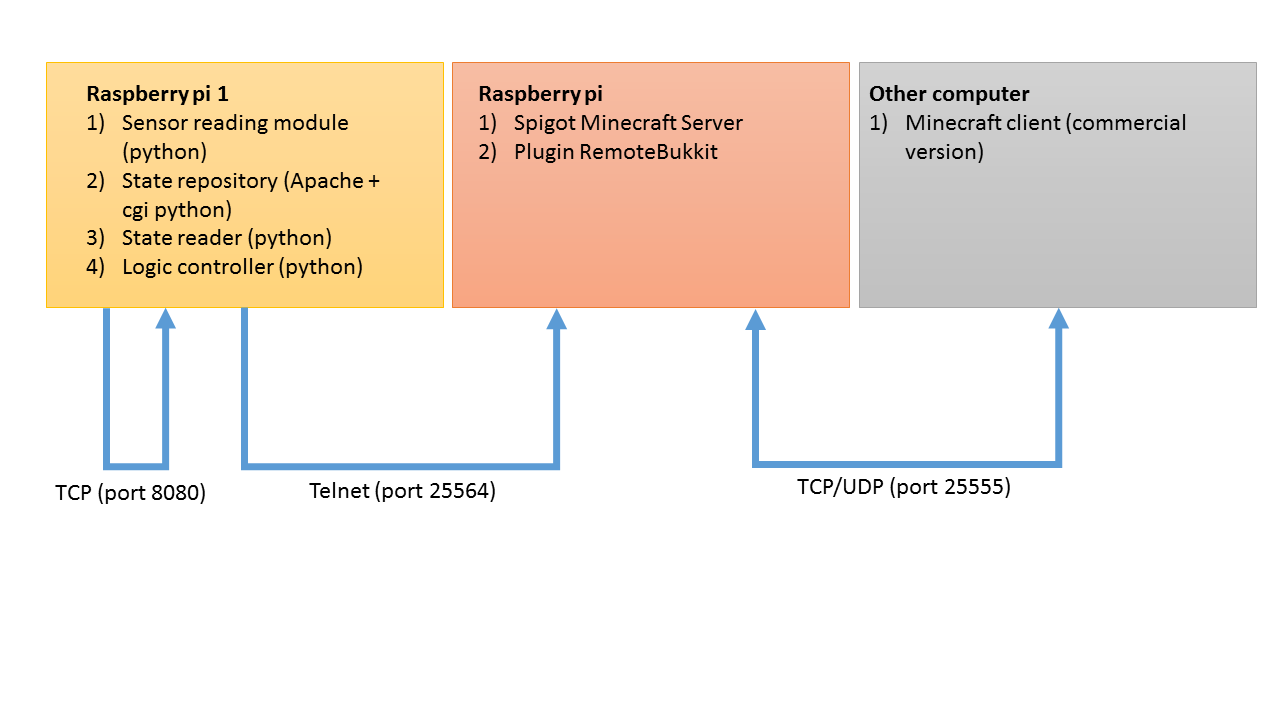 Raspberry pi 1
1) Sensor reading module
(python)
2) State repository (Apache +
cgi python)
3) State reader (python)
4) Logic controller (python)
Raspberry pi
1) Spigot Minecraft Server
2) Plugin RemoteBukkit
Other computer
1) Minecraft client (commercial
version)
TCP (port 8080)
Telnet (port 25564)
TCP/UDP (port 25555)